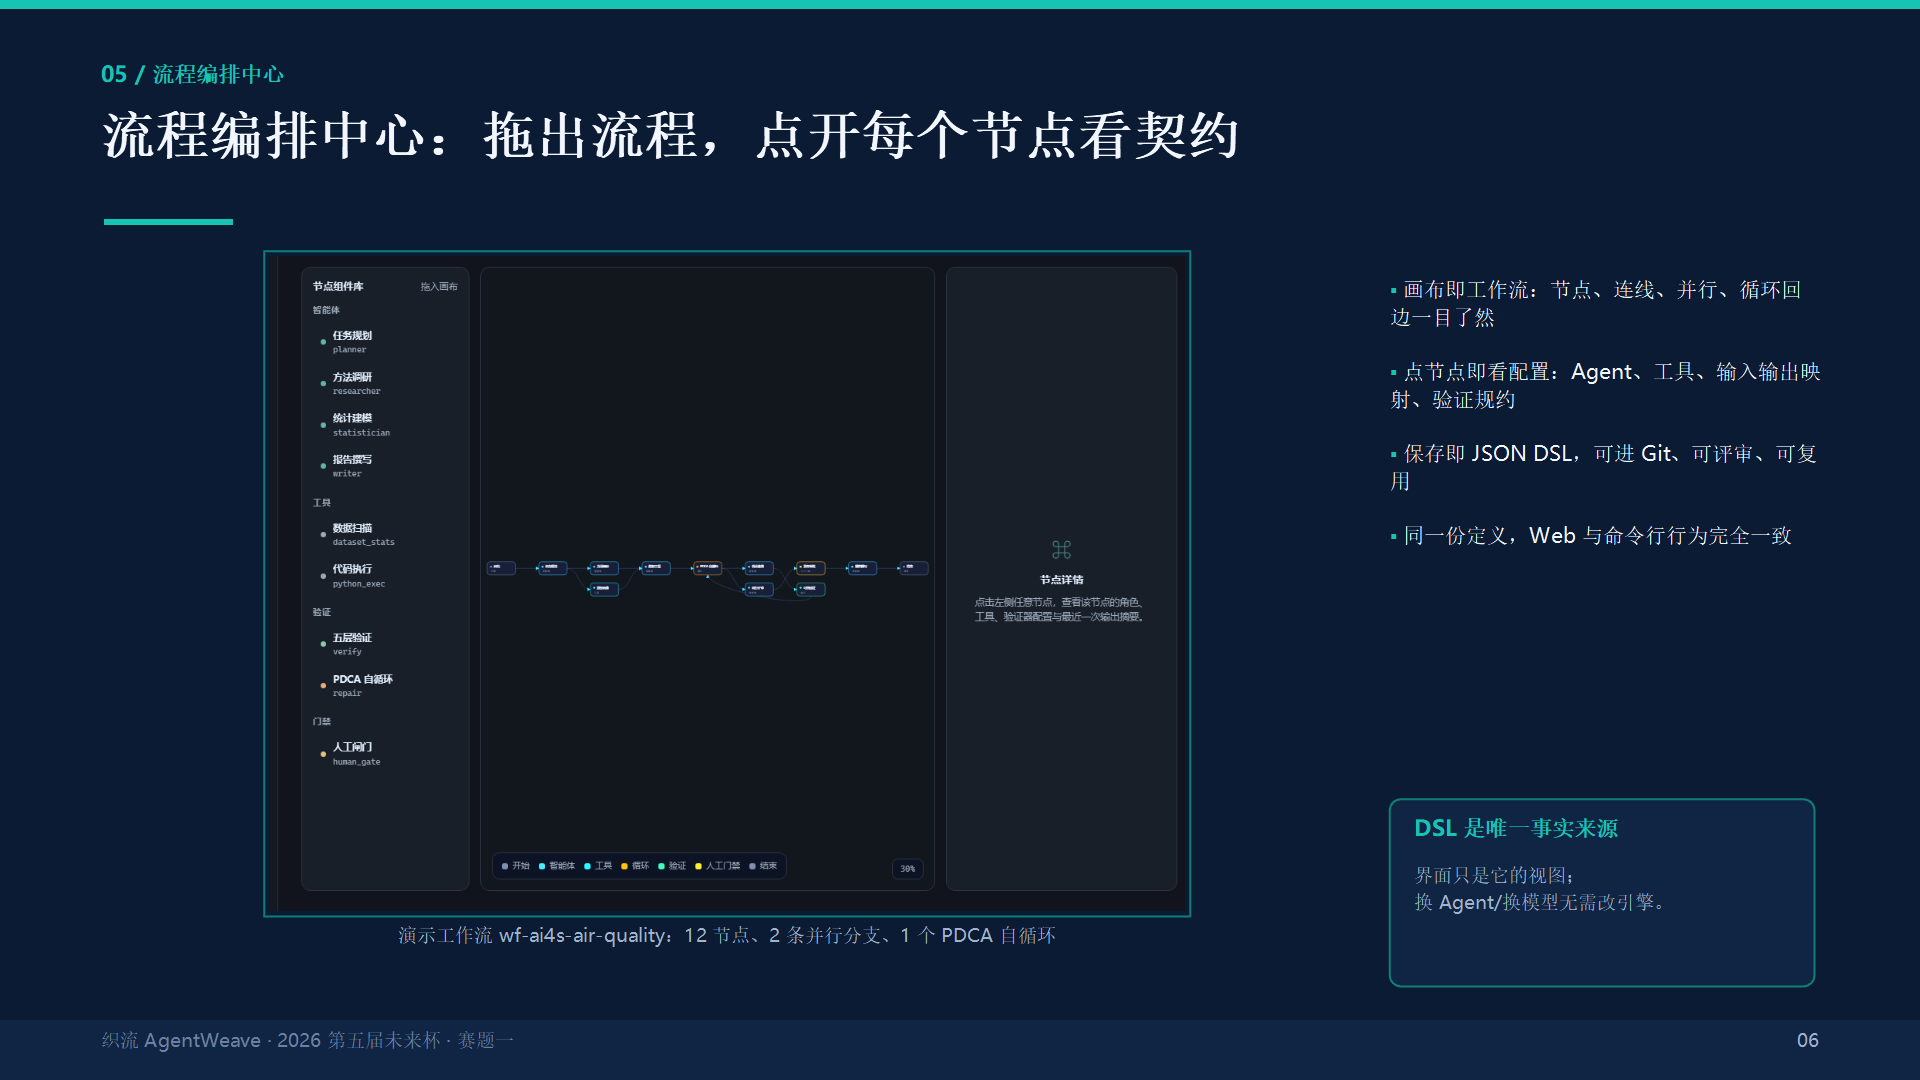 05 / 流程编排中心
流程编排中心：拖出流程，点开每个节点看契约
节点组件库
拖入画布
智能体
任务规划
planner
方法调研
researcher
统计建模
statistician
报告撰写
writer
工具
数据扫描
dataset_stats
代码执行
python_exec
验证
五层验证
verify
PDCA 自循环
repair
门禁
人工闸门
human_gate
开始 智能体 工具 循环 验证 人工门禁 结束
30%
⌘
节点详情
点击左侧任意节点，查看该节点的角色、
工具、验证器配置与最近一次输出摘要。
演示工作流 wf-ai4s-air-quality：12 节点、2 条并行分支、1 个 PDCA 自循环
▪ 画布即工作流：节点、连线、并行、循环回
边一目了然
▪ 点节点即看配置：Agent、工具、输入输出映
射、验证规约
▪ 保存即 JSON DSL，可进 Git、可评审、可复
用
▪ 同一份定义，Web 与命令行行为完全一致
DSL 是唯一事实来源
界面只是它的视图；
换 Agent/换模型无需改引擎。
织流 AgentWeave · 2026 第五届未来杯 · 赛题一
06